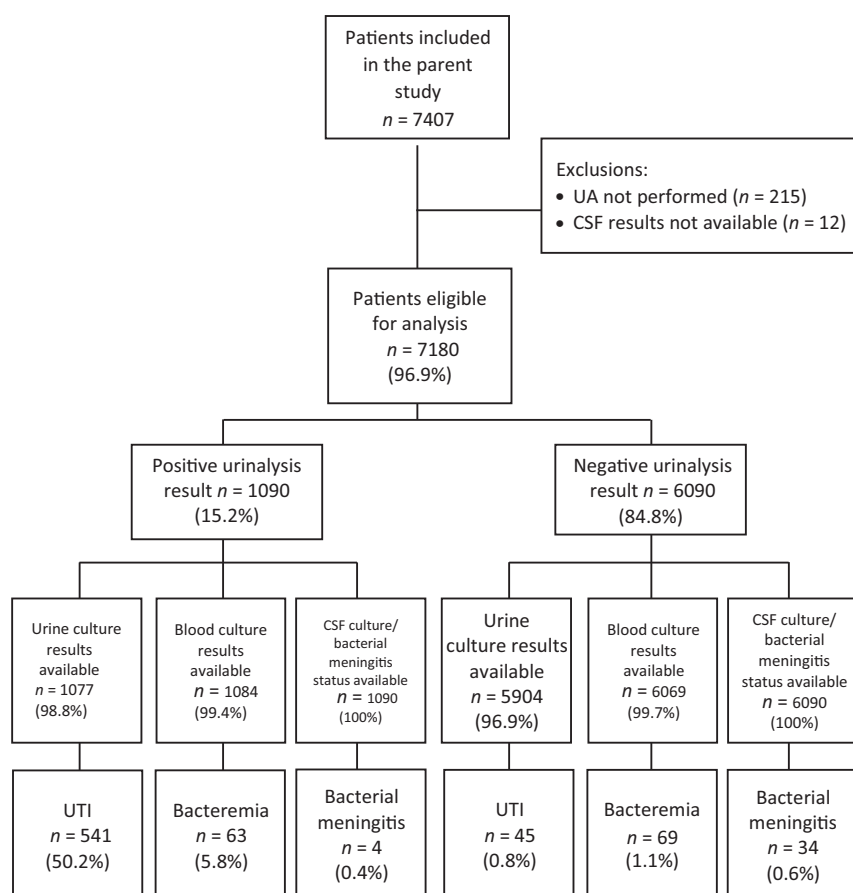 Patients included
in the parent
study
n = 7407
Exclusions:
• UA not performed (n = 215)
• CSF results not available (n = 12)
Patients eligible
for analysis
n = 7180
(96.9%)
Positive urinalysis
result n = 1090
(15.2%)
Negative urinalysis
result n = 6090
(84.8%)
Urine culture
results
available
n = 1077
(98.8%)
Blood culture
results
available
n = 1084
(99.4%)
CSF culture/
bacterial
meningitis
status available
n = 1090
(100%)
Urine
culture results
available
n = 5904
(96.9%)
Blood culture
results
available
n = 6069
(99.7%)
CSF culture/
bacterial
meningitis
status available
n = 6090
(100%)
UTI
n = 541
(50.2%)
Bacteremia
n = 63
(5.8%)
Bacterial
meningitis
n = 4
(0.4%)
UTI
n = 45
(0.8%)
Bacteremia
n = 69
(1.1%)
Bacterial
meningitis
n = 34
(0.6%)